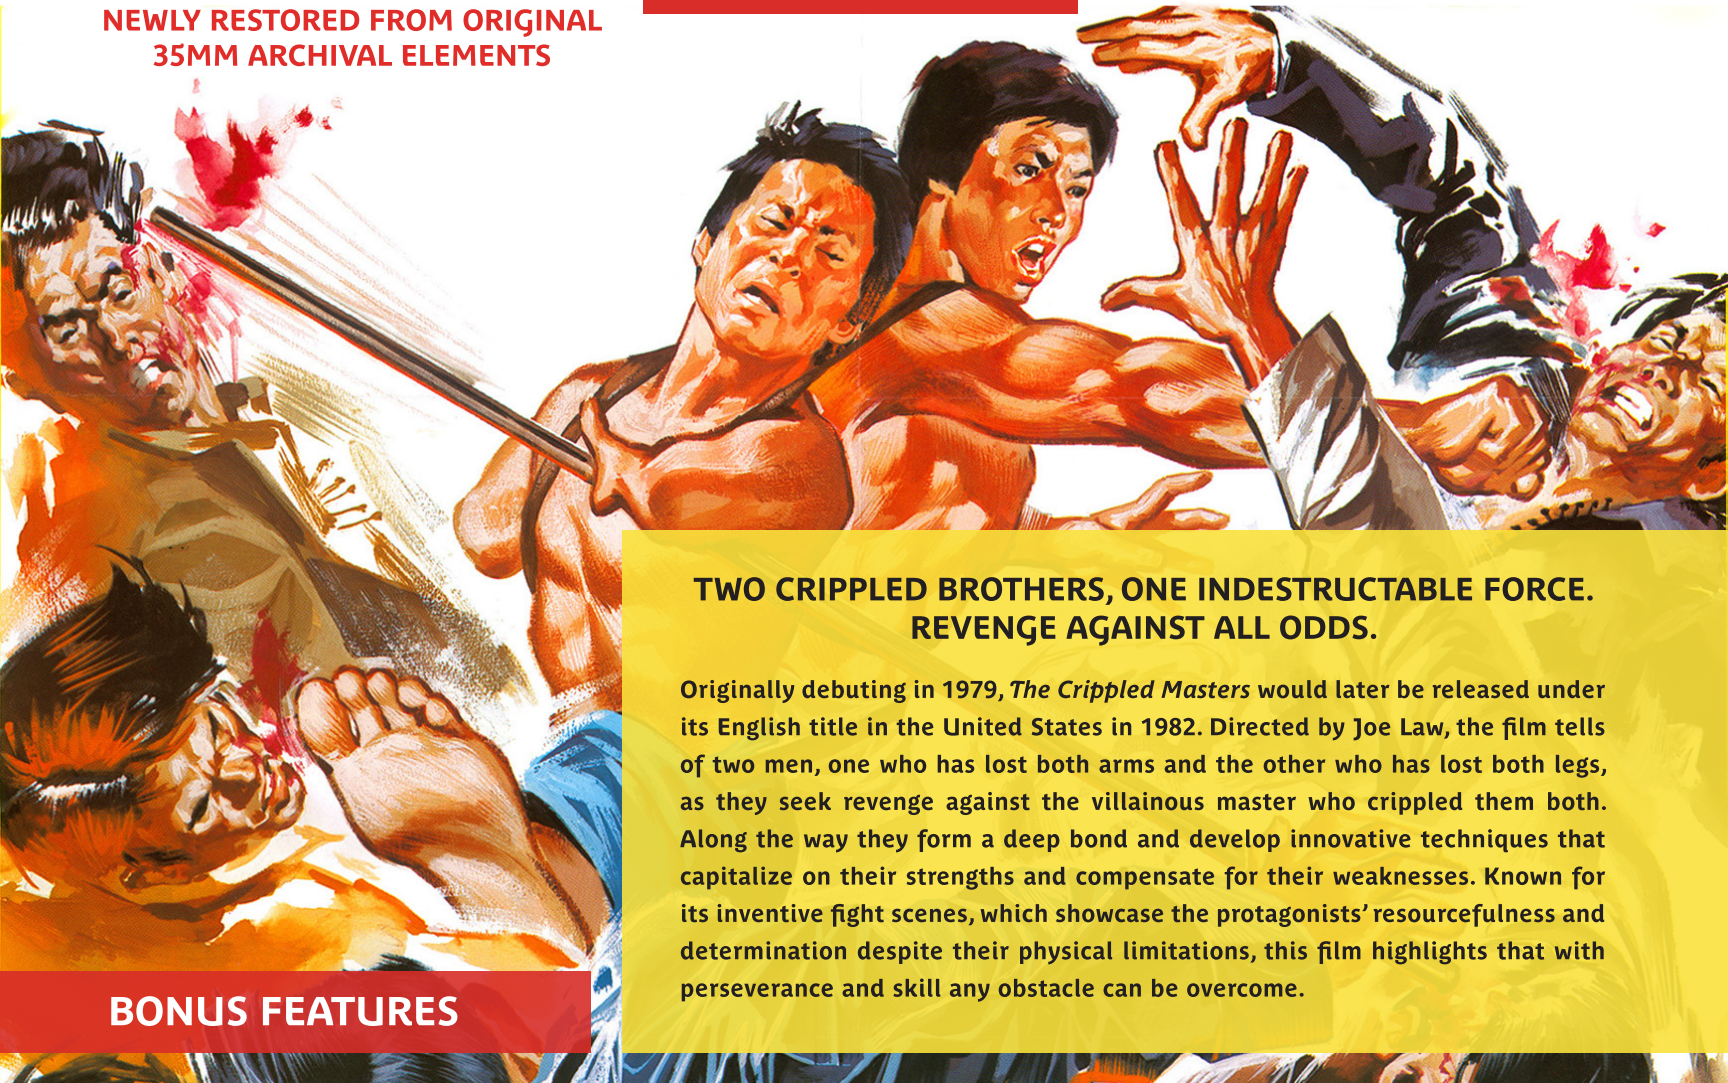 NEWLY RESTORED FROM ORIGINAL
35MM ARCHIVAL ELEMENTS
TWO CRIPPLED BROTHERS, ONE INDESTRUCTABLE FORCE.
REVENGE AGAINST ALL ODDS.
Originally debuting in 1979, The Crippled Masters would later be released under
its English title in the United States in 1982. Directed by Joe Law, the film tells
of two men, one who has lost both arms and the other who has lost both legs,
as they seek revenge against the villainous master who crippled them both.
Along the way they form a deep bond and develop innovative techniques that
capitalize on their strengths and compensate for their weaknesses. Known for
its inventive fight scenes, which showcase the protagonists’ resourcefulness and
determination despite their physical limitations, this film highlights that with
perseverance and skill any obstacle can be overcome.
BONUS FEATURES